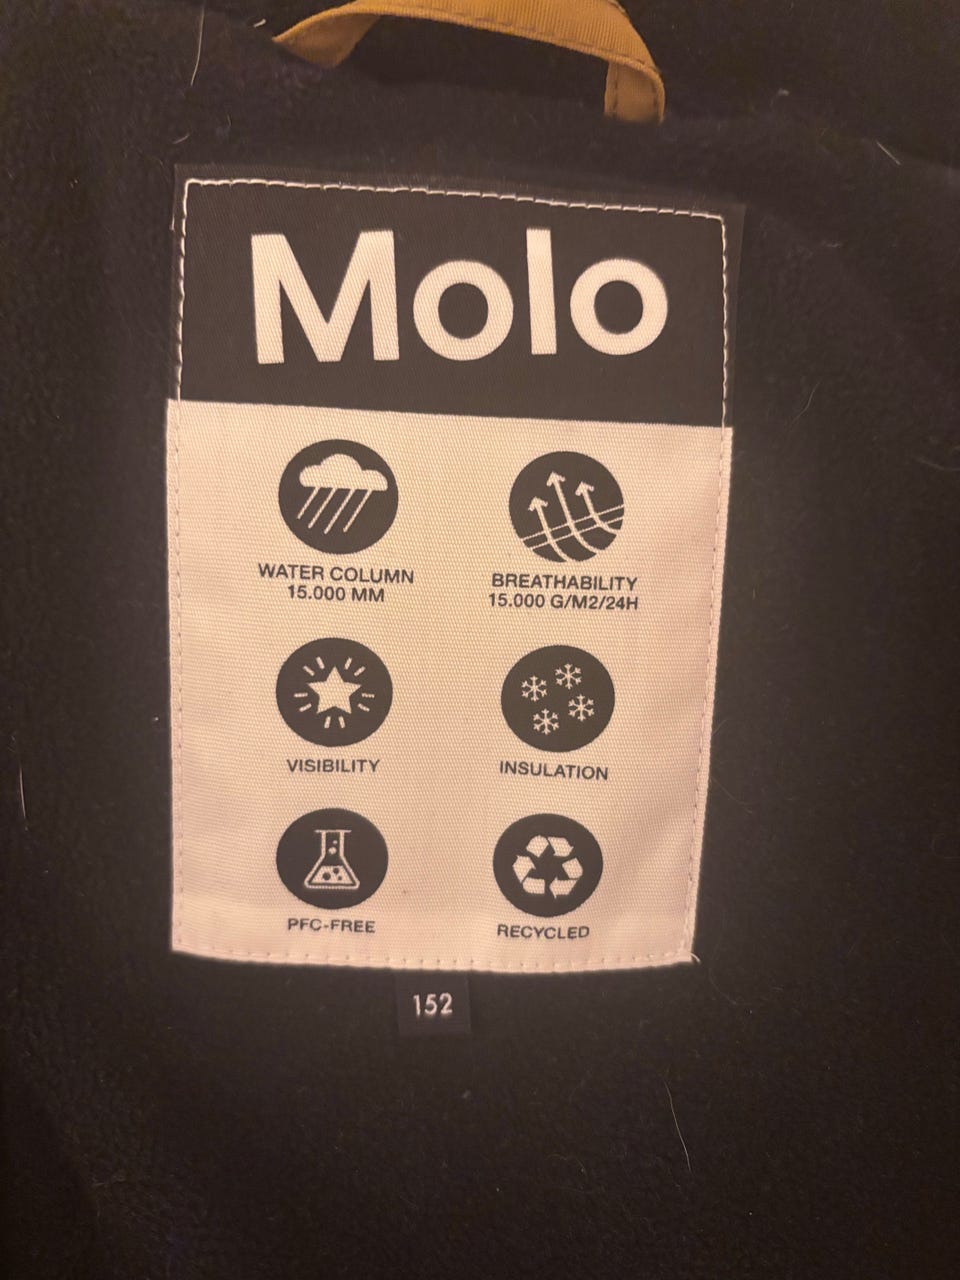 Molo
WATER COLUMN
15.000 MM
BREATHABILITY
15.000 G/M2/24H
VISIBILITY
INSULATION
PFC-FREE
RECYCLED
152